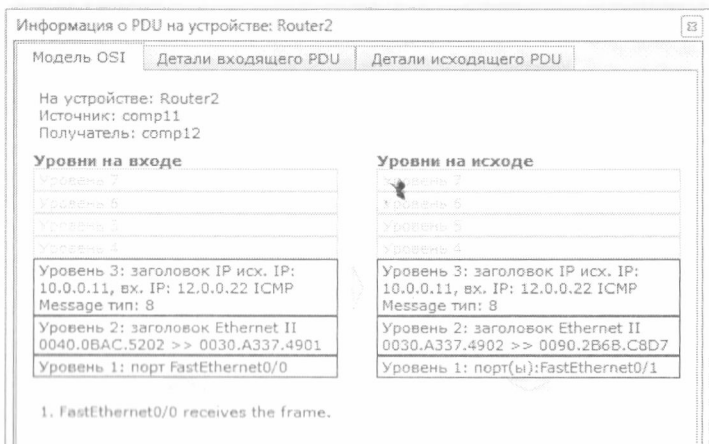 Информация о PDU на устройстве: Router2
Модель OSI
Детали входящего PDU
Детали исходящего PDU
На устройстве: Router2
Источник: comp11
Получатель: comp12
Уровни на входе
Уровень 7
Уровень 6
Уровень 5
Уровень 4
Уровень 3: заголовок IP исх. IP:
10.0.0.11, вх. IP: 12.0.0.22 ICMP
Message тип: 8
Уровень 2: заголовок Ethernet II
0040.0BAC.5202 >> 0030.A337.4901
Уровень 1: порт FastEthernet0/0
Уровни на исходе
Уровень 7
Уровень 6
Уровень 5
Уровень 4
Уровень 3: заголовок IP исх. IP:
10.0.0.11, вх. IP: 12.0.0.22 ICMP
Message тип: 8
Уровень 2: заголовок Ethernet II
0030.A337.4902 >> 0090.2B6B.C8D7
Уровень 1: порт(ы):FastEthernet0/1
1. FastEthernet0/0 receives the frame.